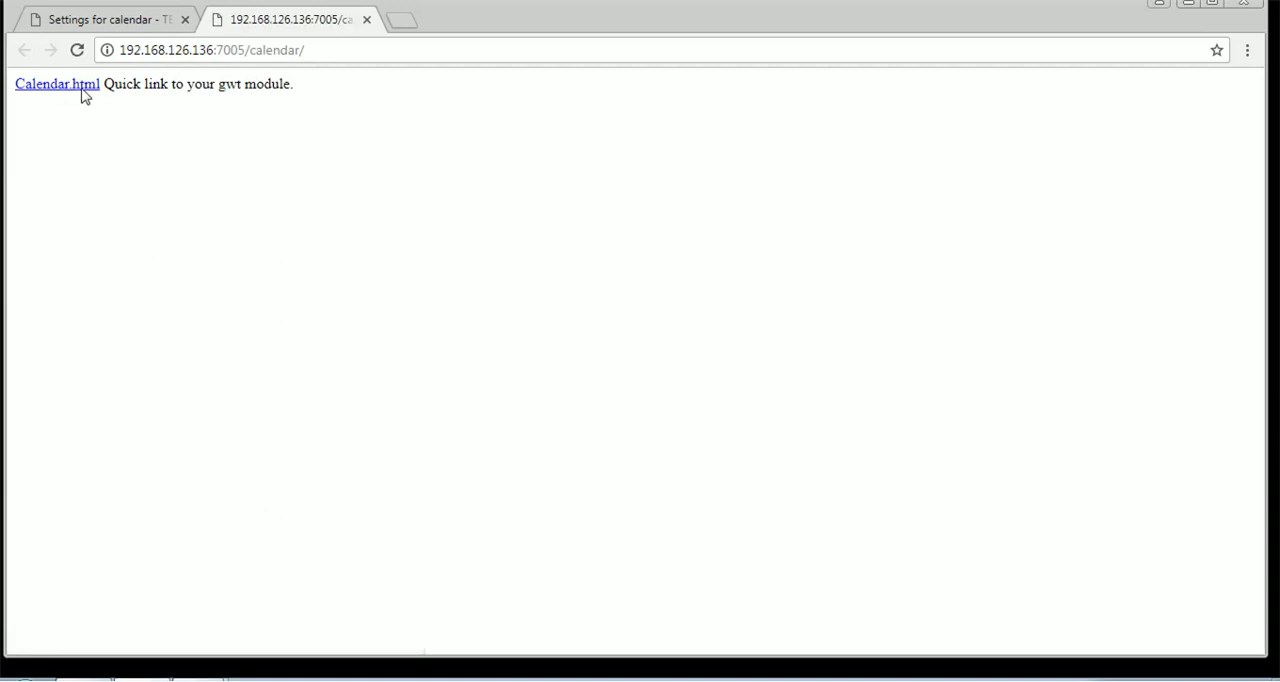 Settings for calendar - TE
192.168.126.136:7005/ca
192.168.126.136:7005/calendar/
Calendar.html Quick link to your gwt module.